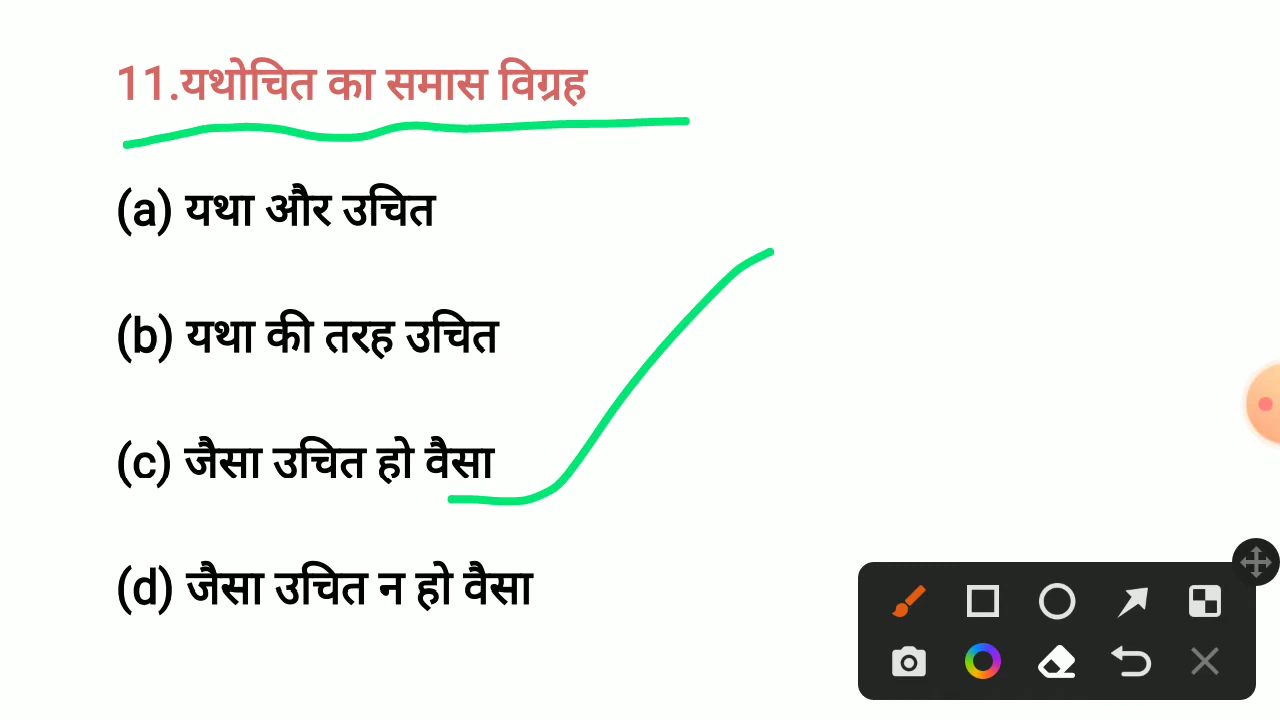 11.यथोचित का समास विग्रह
(a) यथा और उचित
(b) यथा की तरह उचित
(c) जैसा उचित हो वैसा
(d) जैसा उचित न हो वैसा